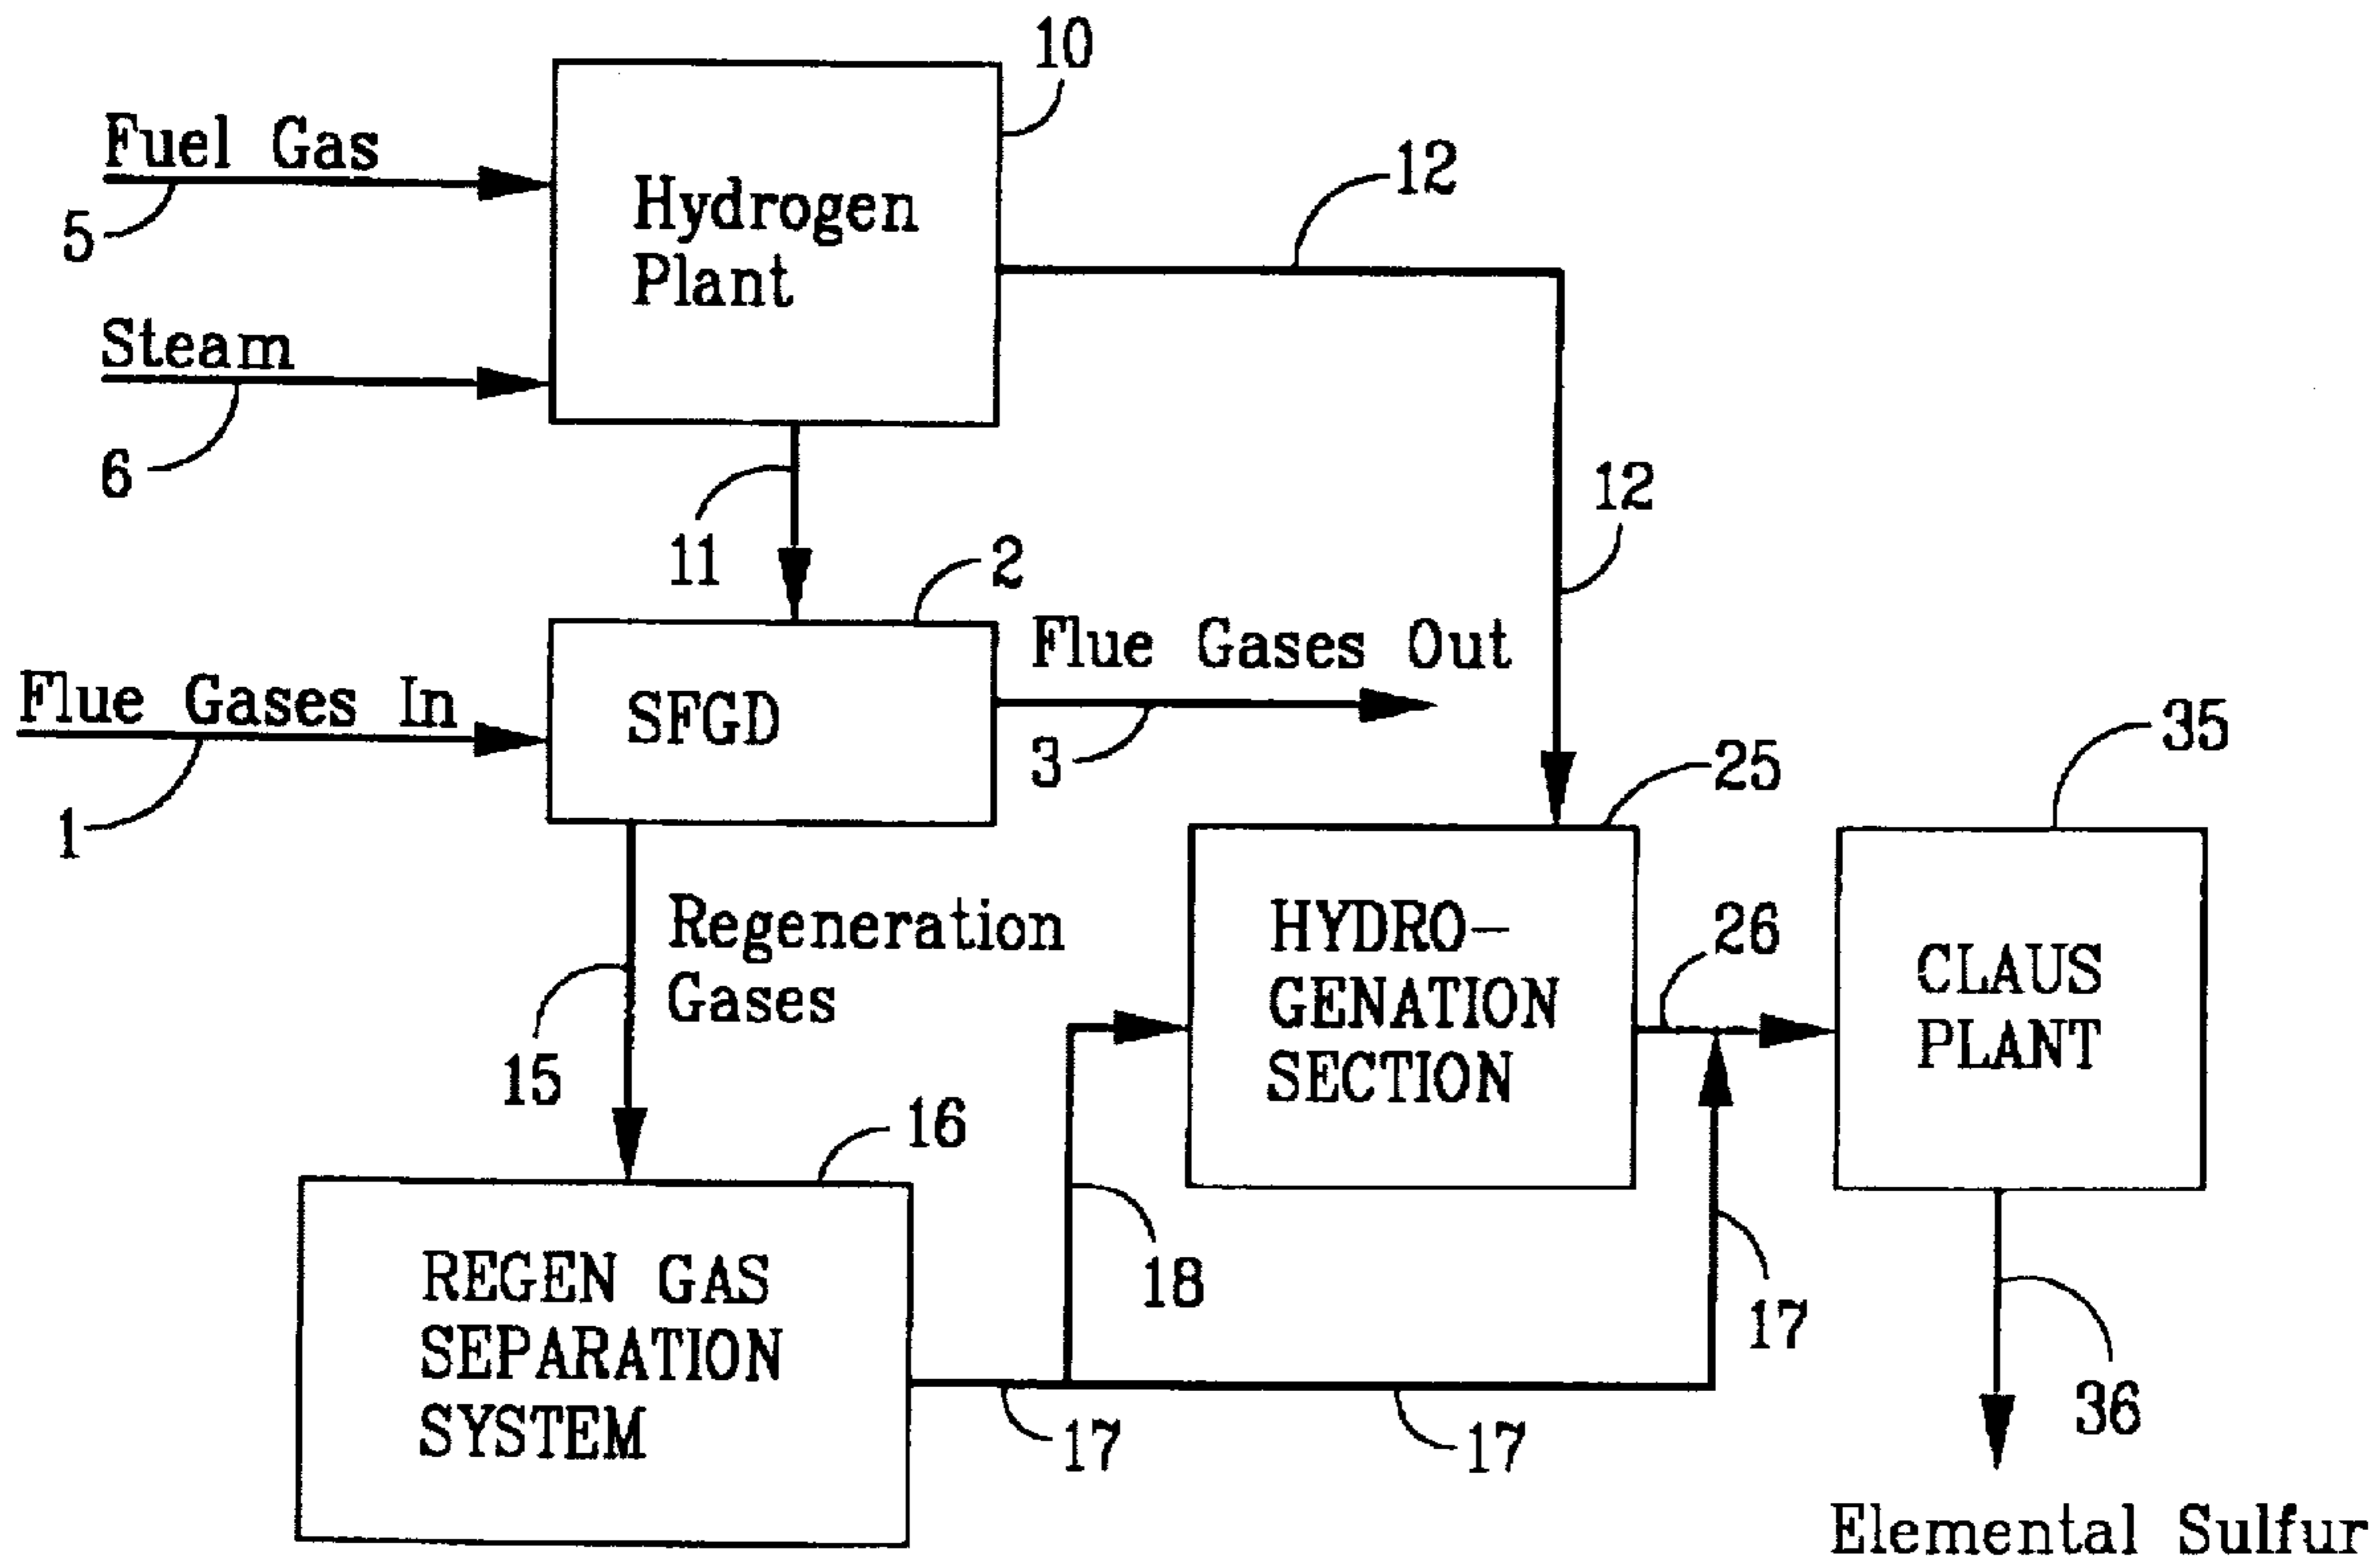 10
Fuel Gas
5
Hydrogen
Plant
12
Steam
6
12
11
2
Flue Gases Out
Flue Gases In
SFGD
3
1
35
25
Regeneration
Gases
15
HYDRO-
GENATION
SECTION
26
CLAUS
PLANT
16
18
17
REGEN GAS
SEPARATION
SYSTEM
17
17
36
Elemental Sulfur